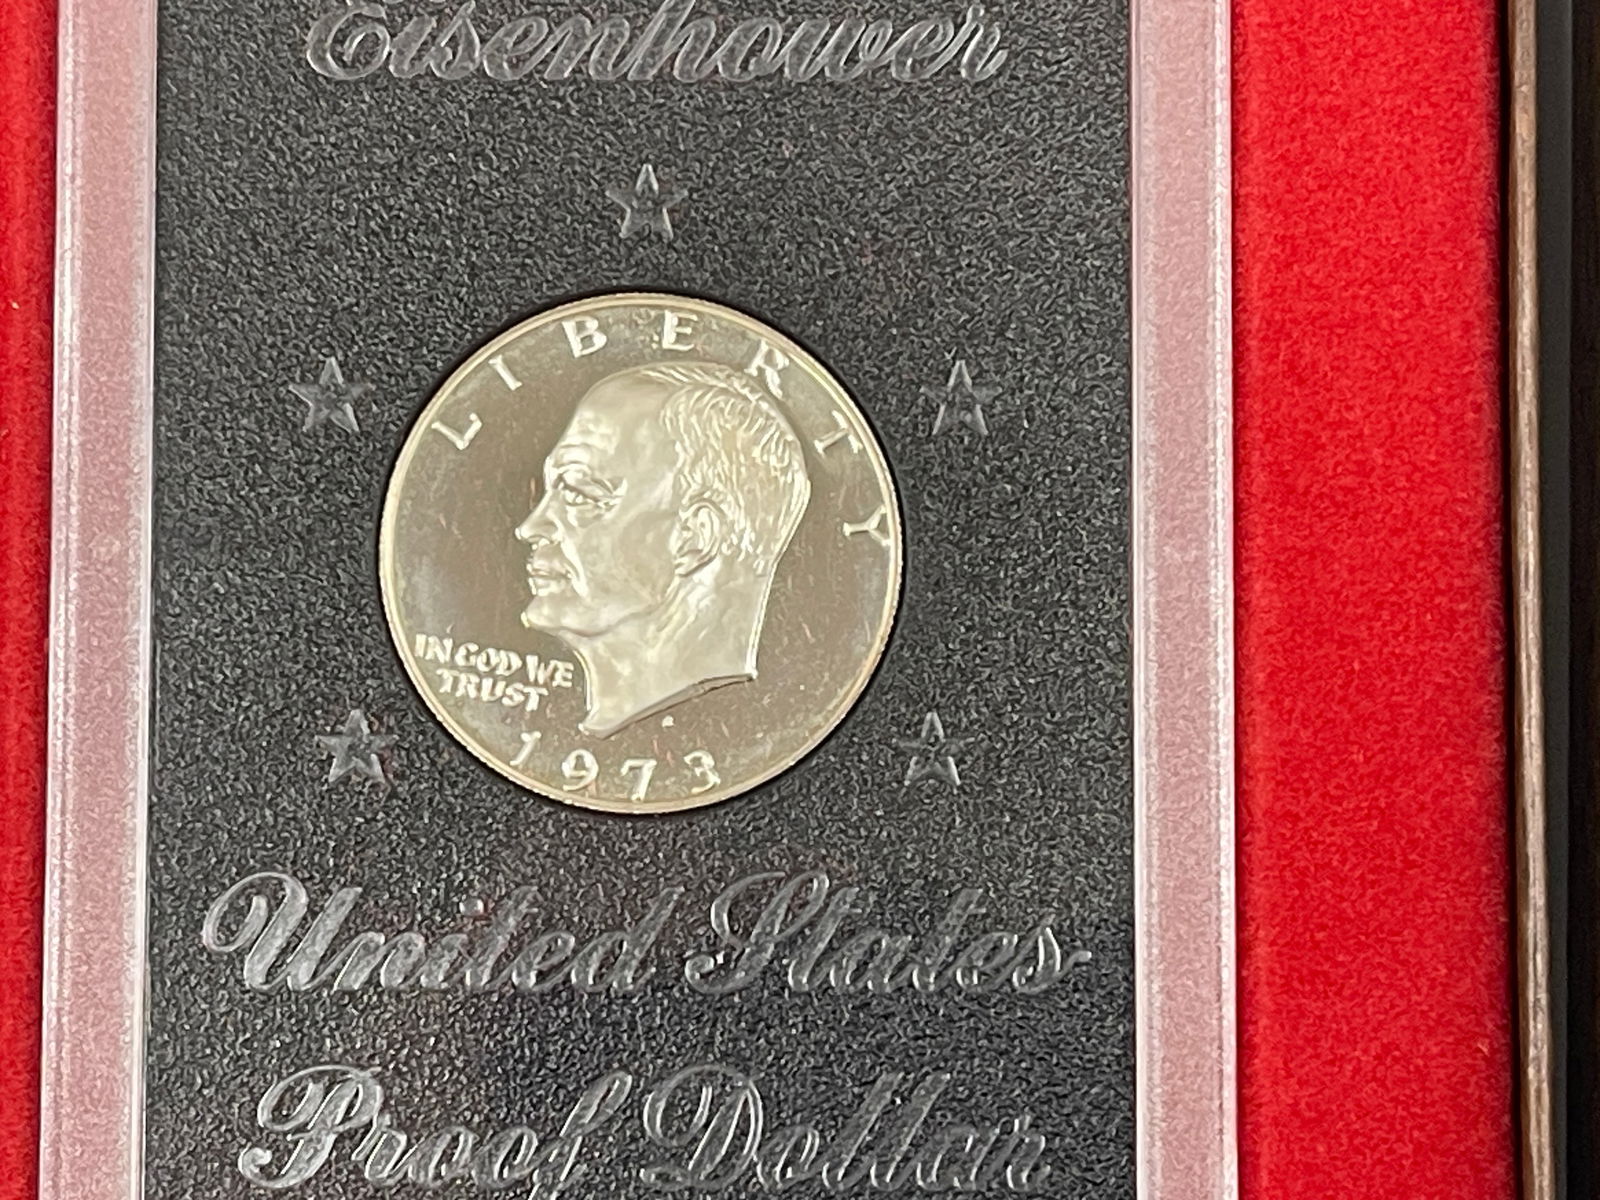 Eisenhower
LIBERTY
IN GOD WE
TRUST
1973
United States
Proof Dollar